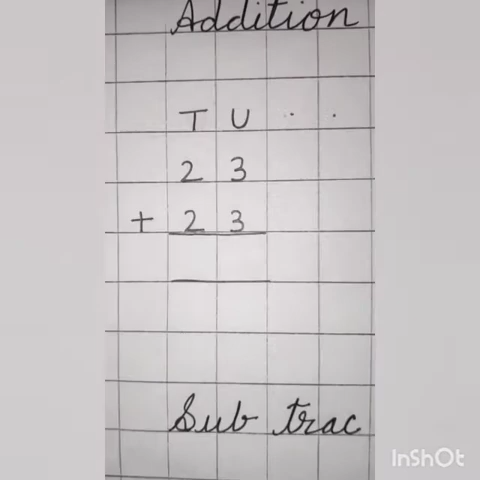 Addition
T U . .
2 3
+ 2 3
Sub trac
InShOt